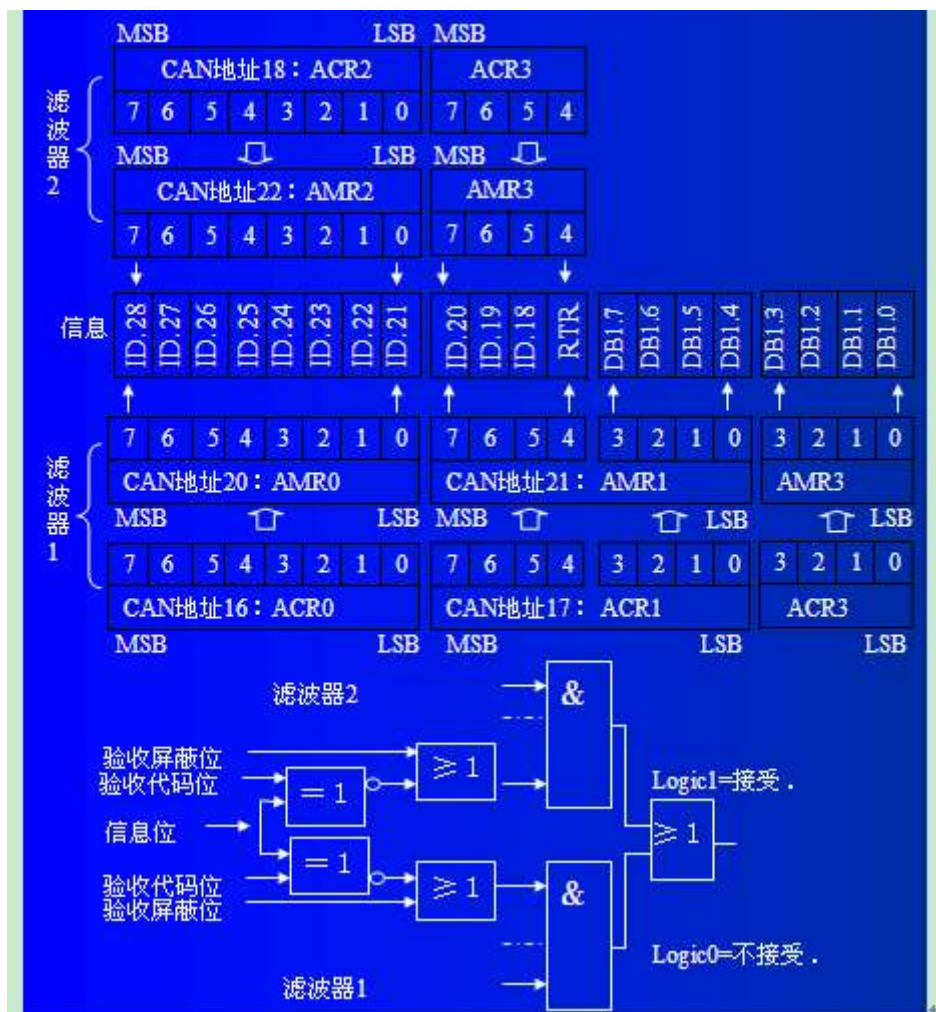 MSB LSB MSB
CAN地址18：ACR2 ACR3
7 6 5 4 3 2 1 0 7 6 5 4
MSB LSB MSB
CAN地址22：AMR2 AMR3
7 6 5 4 3 2 1 0 7 6 5 4
滤波器2
信息 ID.28 ID.27 ID.26 ID.25 ID.24 ID.23 ID.22 ID.21 ID.20 ID.19 ID.18 RTR DB1.7 DB1.6 DB1.5 DB1.4 DB1.3 DB1.2 DB1.1 DB1.0
7 6 5 4 3 2 1 0 7 6 5 4 3 2 1 0 3 2 1 0
CAN地址20：AMR0 CAN地址21：AMR1 AMR3
MSB LSB MSB LSB LSB
滤波器1
7 6 5 4 3 2 1 0 7 6 5 4 3 2 1 0 3 2 1 0
CAN地址16：ACR0 CAN地址17：ACR1 ACR3
MSB LSB MSB LSB LSB
滤波器2 &
验收屏蔽位 ≥1
验收代码位 =1 Logic1=接受．
信息位 ≥1
=1
验收代码位 ≥1 &
验收屏蔽位
Logic0=不接受．
滤波器1